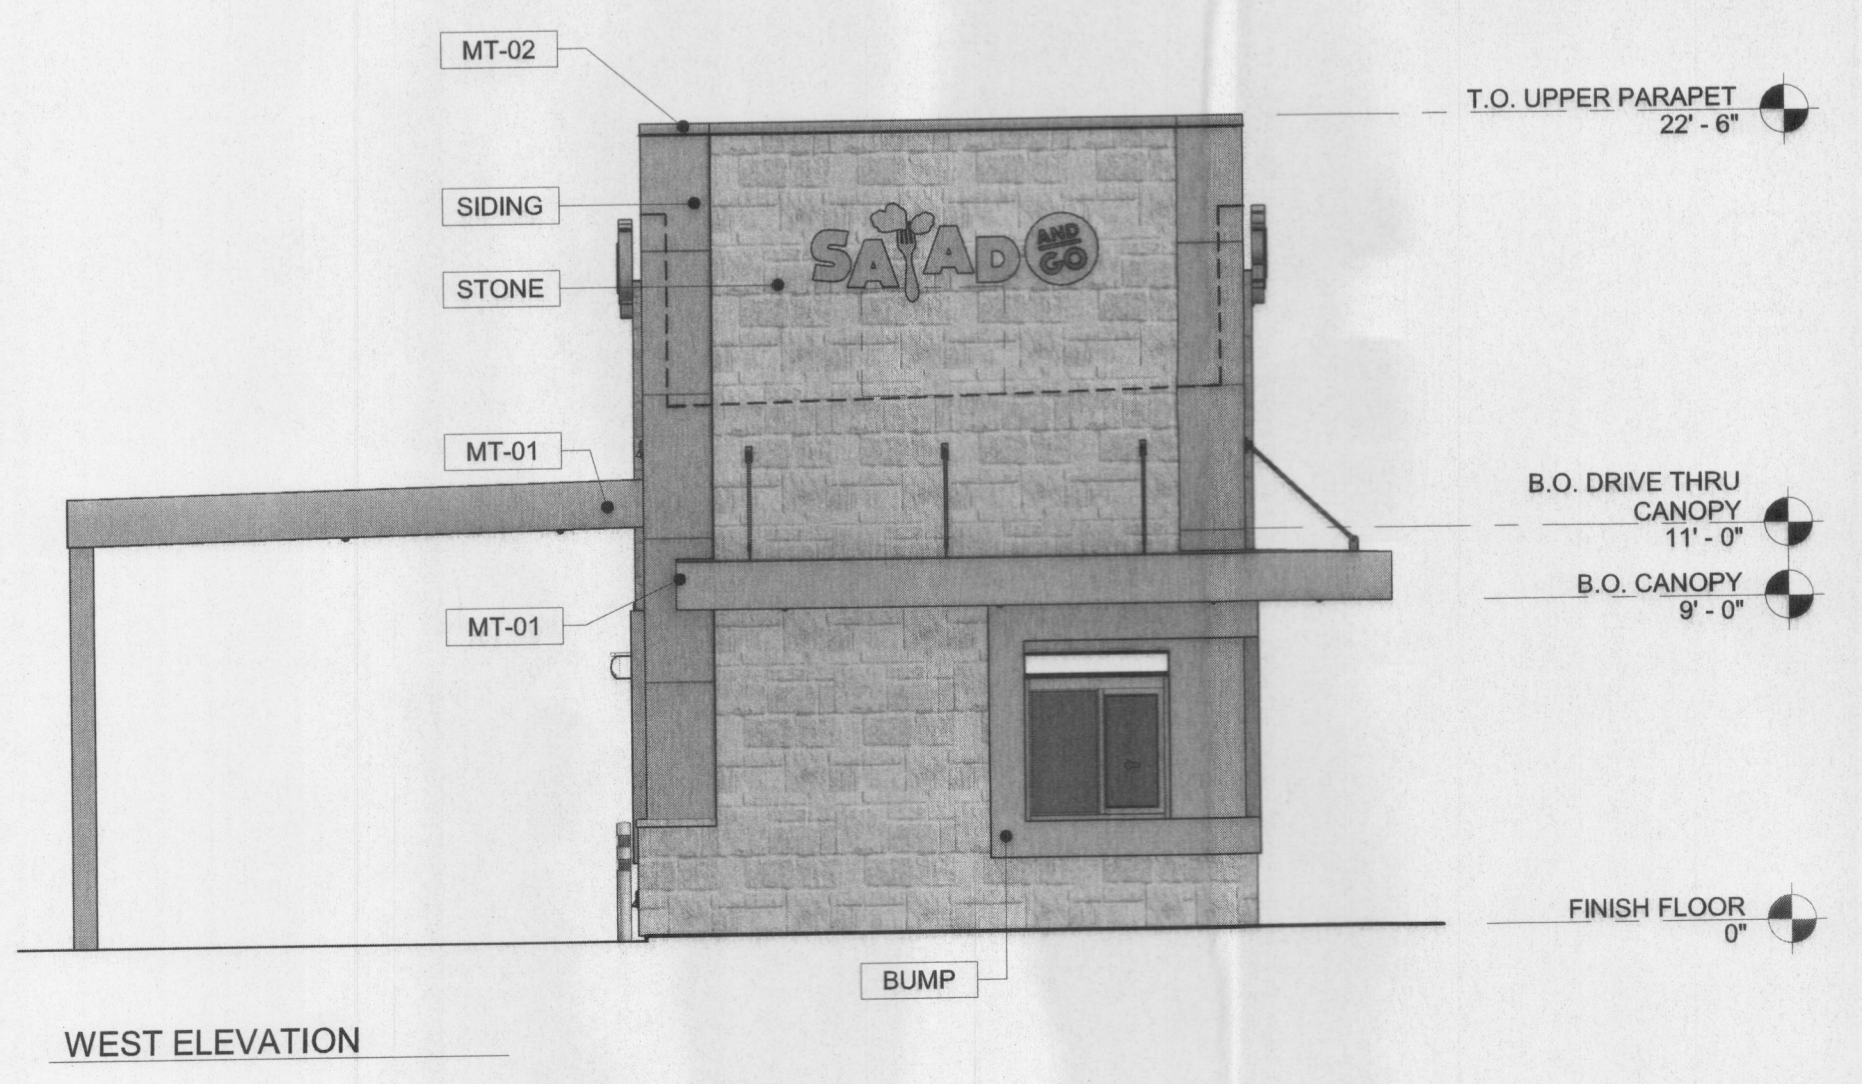 MT-02
T.O. UPPER PARAPET
22' - 6"
SIDING
SALAD AND GO
STONE
MT-01
B.O. DRIVE THRU
CANOPY
11' - 0"
B.O. CANOPY
9' - 0"
MT-01
FINISH FLOOR
0"
BUMP
WEST ELEVATION